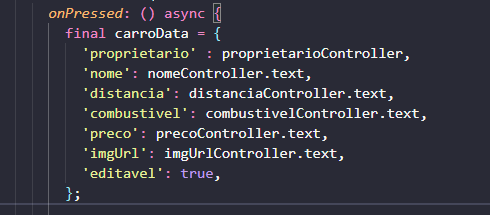 onPressed: () async {
final carroData = {
'proprietario' : proprietarioController,
'nome': nomeController.text,
'distancia': distanciaController.text,
'combustivel': combustivelController.text,
'preco': precoController.text,
'imgUrl': imgUrlController.text,
'editavel': true,
};